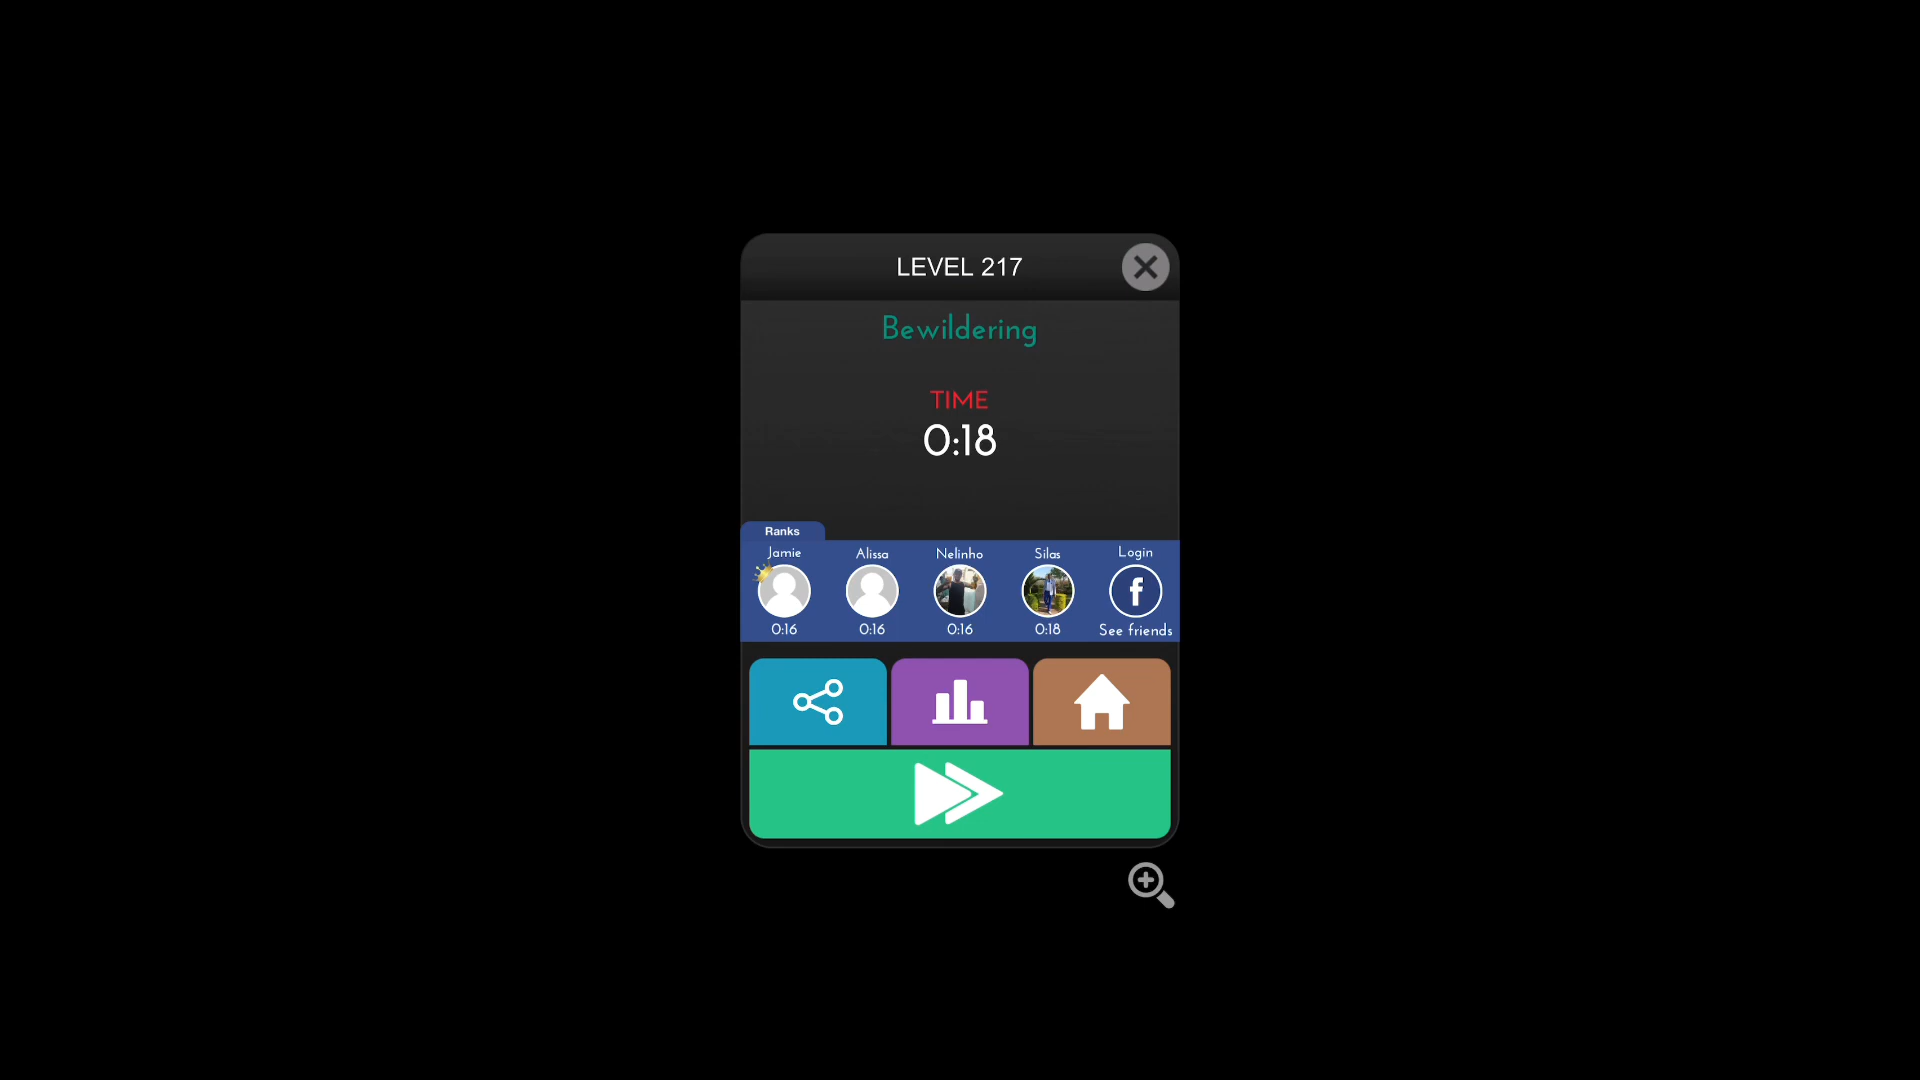 LEVEL 217
Bewildering
TIME
0:18
Ranks
Jamie Alissa Nelinho Silas Login
0:16 0:16 0:16 0:18 See friends